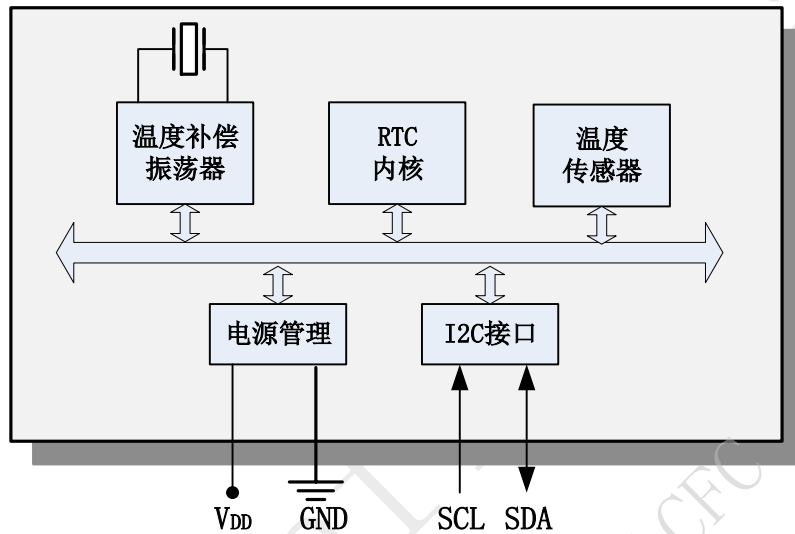 温度补偿
振荡器
RTC
内核
温度
传感器
电源管理
I2C接口
VDD
GND
SCL
SDA
CFC